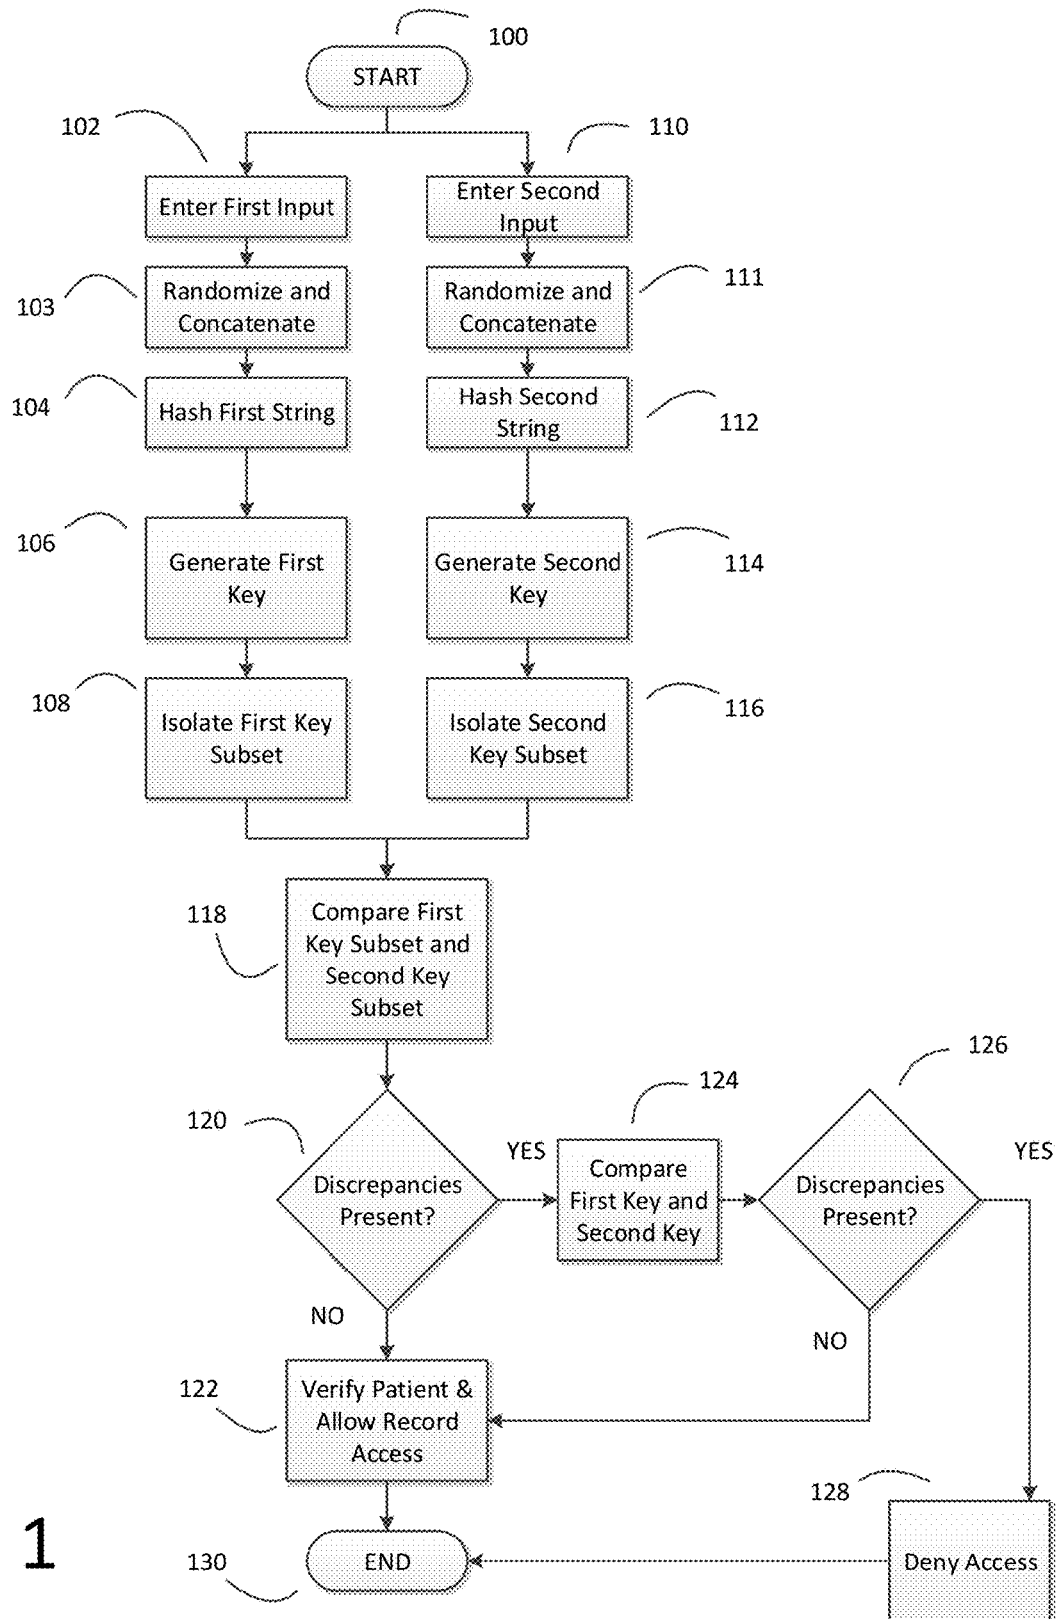 100
START
102
110
Enter First Input
Enter Second
Input
103
Randomize and
Concatenate
Randomize and
Concatenate
111
104
Hash First String
Hash Second
String
112
106
Generate First
Key
Generate Second
Key
114
108
Isolate First Key
Subset
Isolate Second
Key Subset
116
118
Compare First
Key Subset and
Second Key
Subset
120
Discrepancies
Present?
YES
124
Compare
First Key and
Second Key
126
Discrepancies
Present?
YES
NO
NO
122
Verify Patient &
Allow Record
Access
128
Deny Access
1
130
END